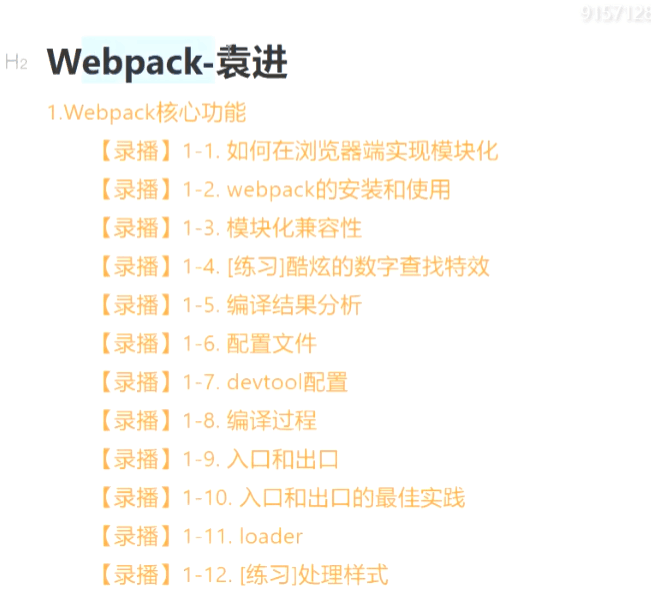 9157128
H2 Webpack-袁进
1.Webpack核心功能
【录播】1-1. 如何在浏览器端实现模块化
【录播】1-2. webpack的安装和使用
【录播】1-3. 模块化兼容性
【录播】1-4. [练习]酷炫的数字查找特效
【录播】1-5. 编译结果分析
【录播】1-6. 配置文件
【录播】1-7. devtool配置
【录播】1-8. 编译过程
【录播】1-9. 入口和出口
【录播】1-10. 入口和出口的最佳实践
【录播】1-11. loader
【录播】1-12. [练习]处理样式